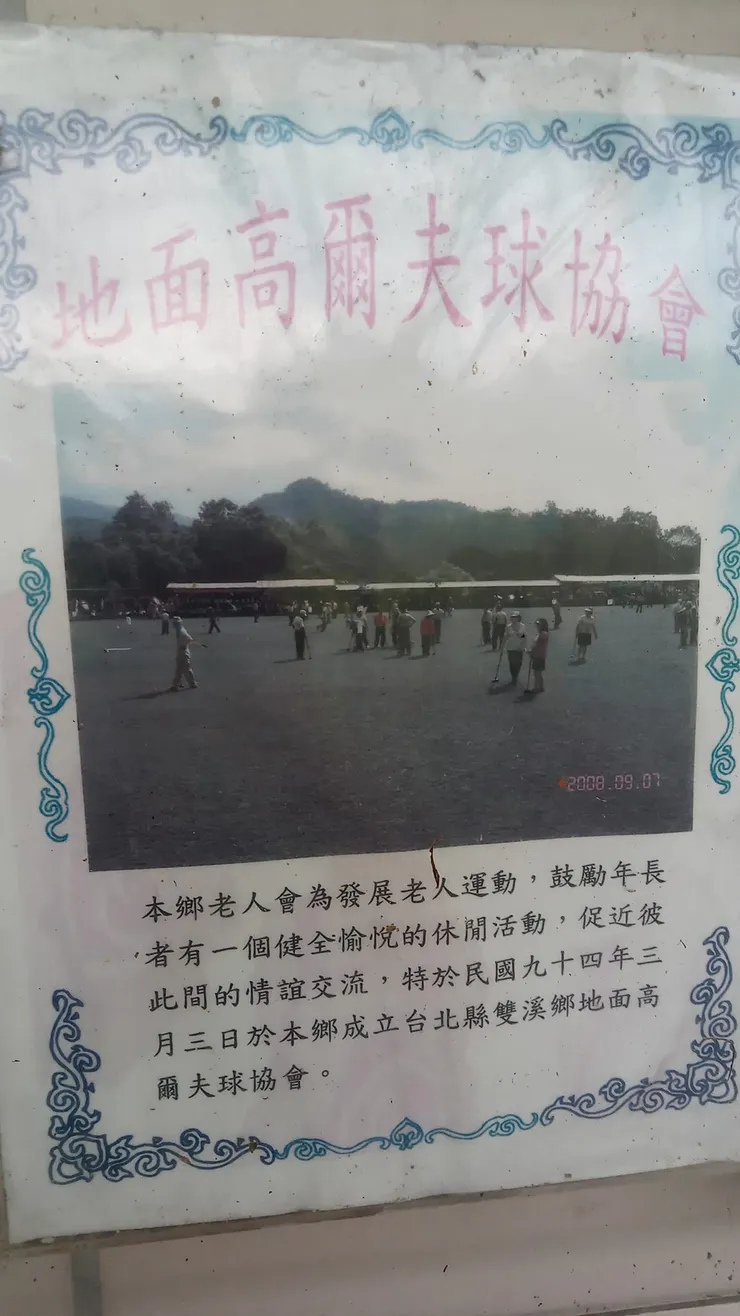 地面高爾夫球協會
2008.09.07
本鄉老人會為發展老人運動，鼓勵年長
者有一個健全愉悅的休閒活動，促近彼
此間的情誼交流，特於民國九十四年三
月三日於本鄉成立台北縣雙溪鄉地面高
爾夫球協會。